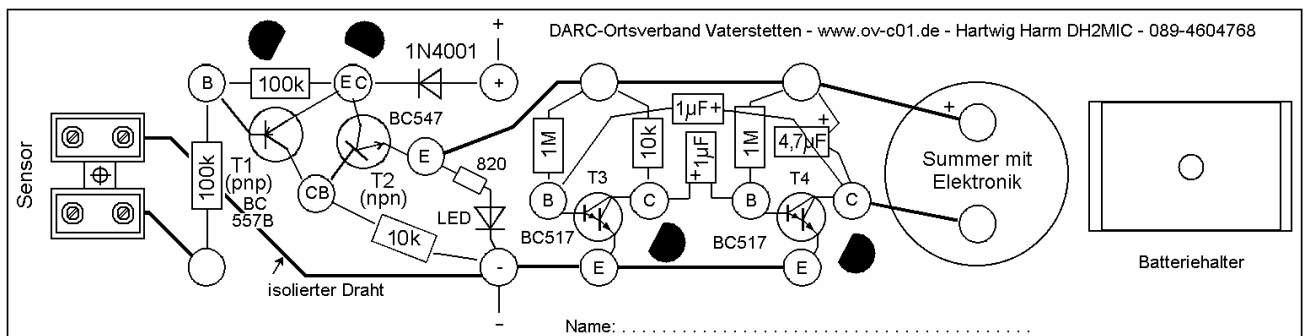 DARC-Ortsverband Vaterstetten - www.ov-c01.de - Hartwig Harm DH2MIC - 089-4604768
+
1N4001
B
100k
E C
+
BC547
1µF+
+
+
Sensor
100k
T1
(pnp)
BC
557B
T2
(npn)
E
820
1M
10k
+1µF
1M
4,7µF
Summer mit
Elektronik
CB
LED
10k
T3
T4
B
C
B
C
BC517
BC517
isolierter Draht
-
E
E
Batteriehalter
–
Name: . . . . . . . . . . . . . . . . . . . . . . . . . . . . . . . . . . . . . . . .